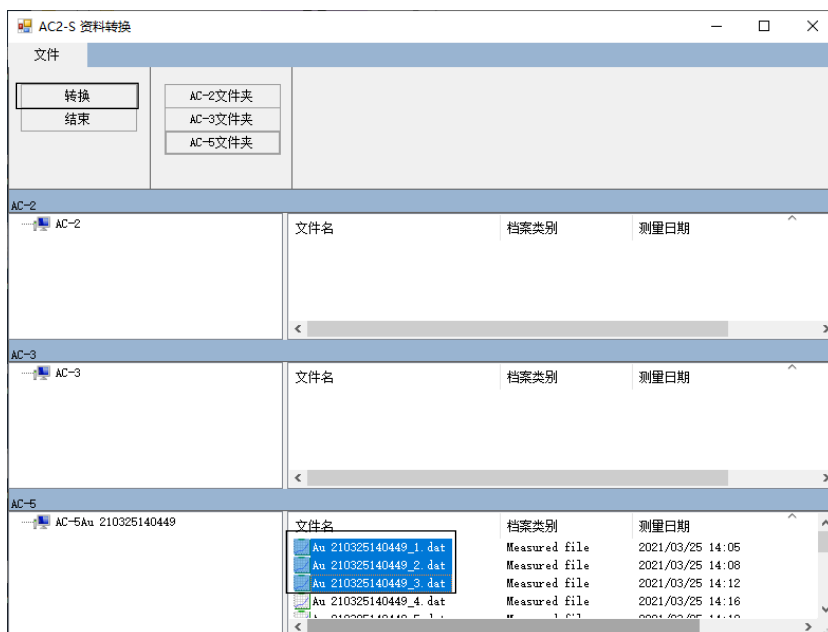 AC2-S 资料转换
文件
转换
结束
AC-2文件夹
AC-3文件夹
AC-5文件夹
AC-2
AC-2
文件名 档案类别 测量日期
AC-3
AC-3
文件名 档案类别 测量日期
AC-5
AC-5Au 210325140449
文件名 档案类别 测量日期
Au 210325140449_1.dat Measured file 2021/03/25 14:05
Au 210325140449_2.dat Measured file 2021/03/25 14:08
Au 210325140449_3.dat Measured file 2021/03/25 14:12
Au 210325140449_4.dat Measured file 2021/03/25 14:16